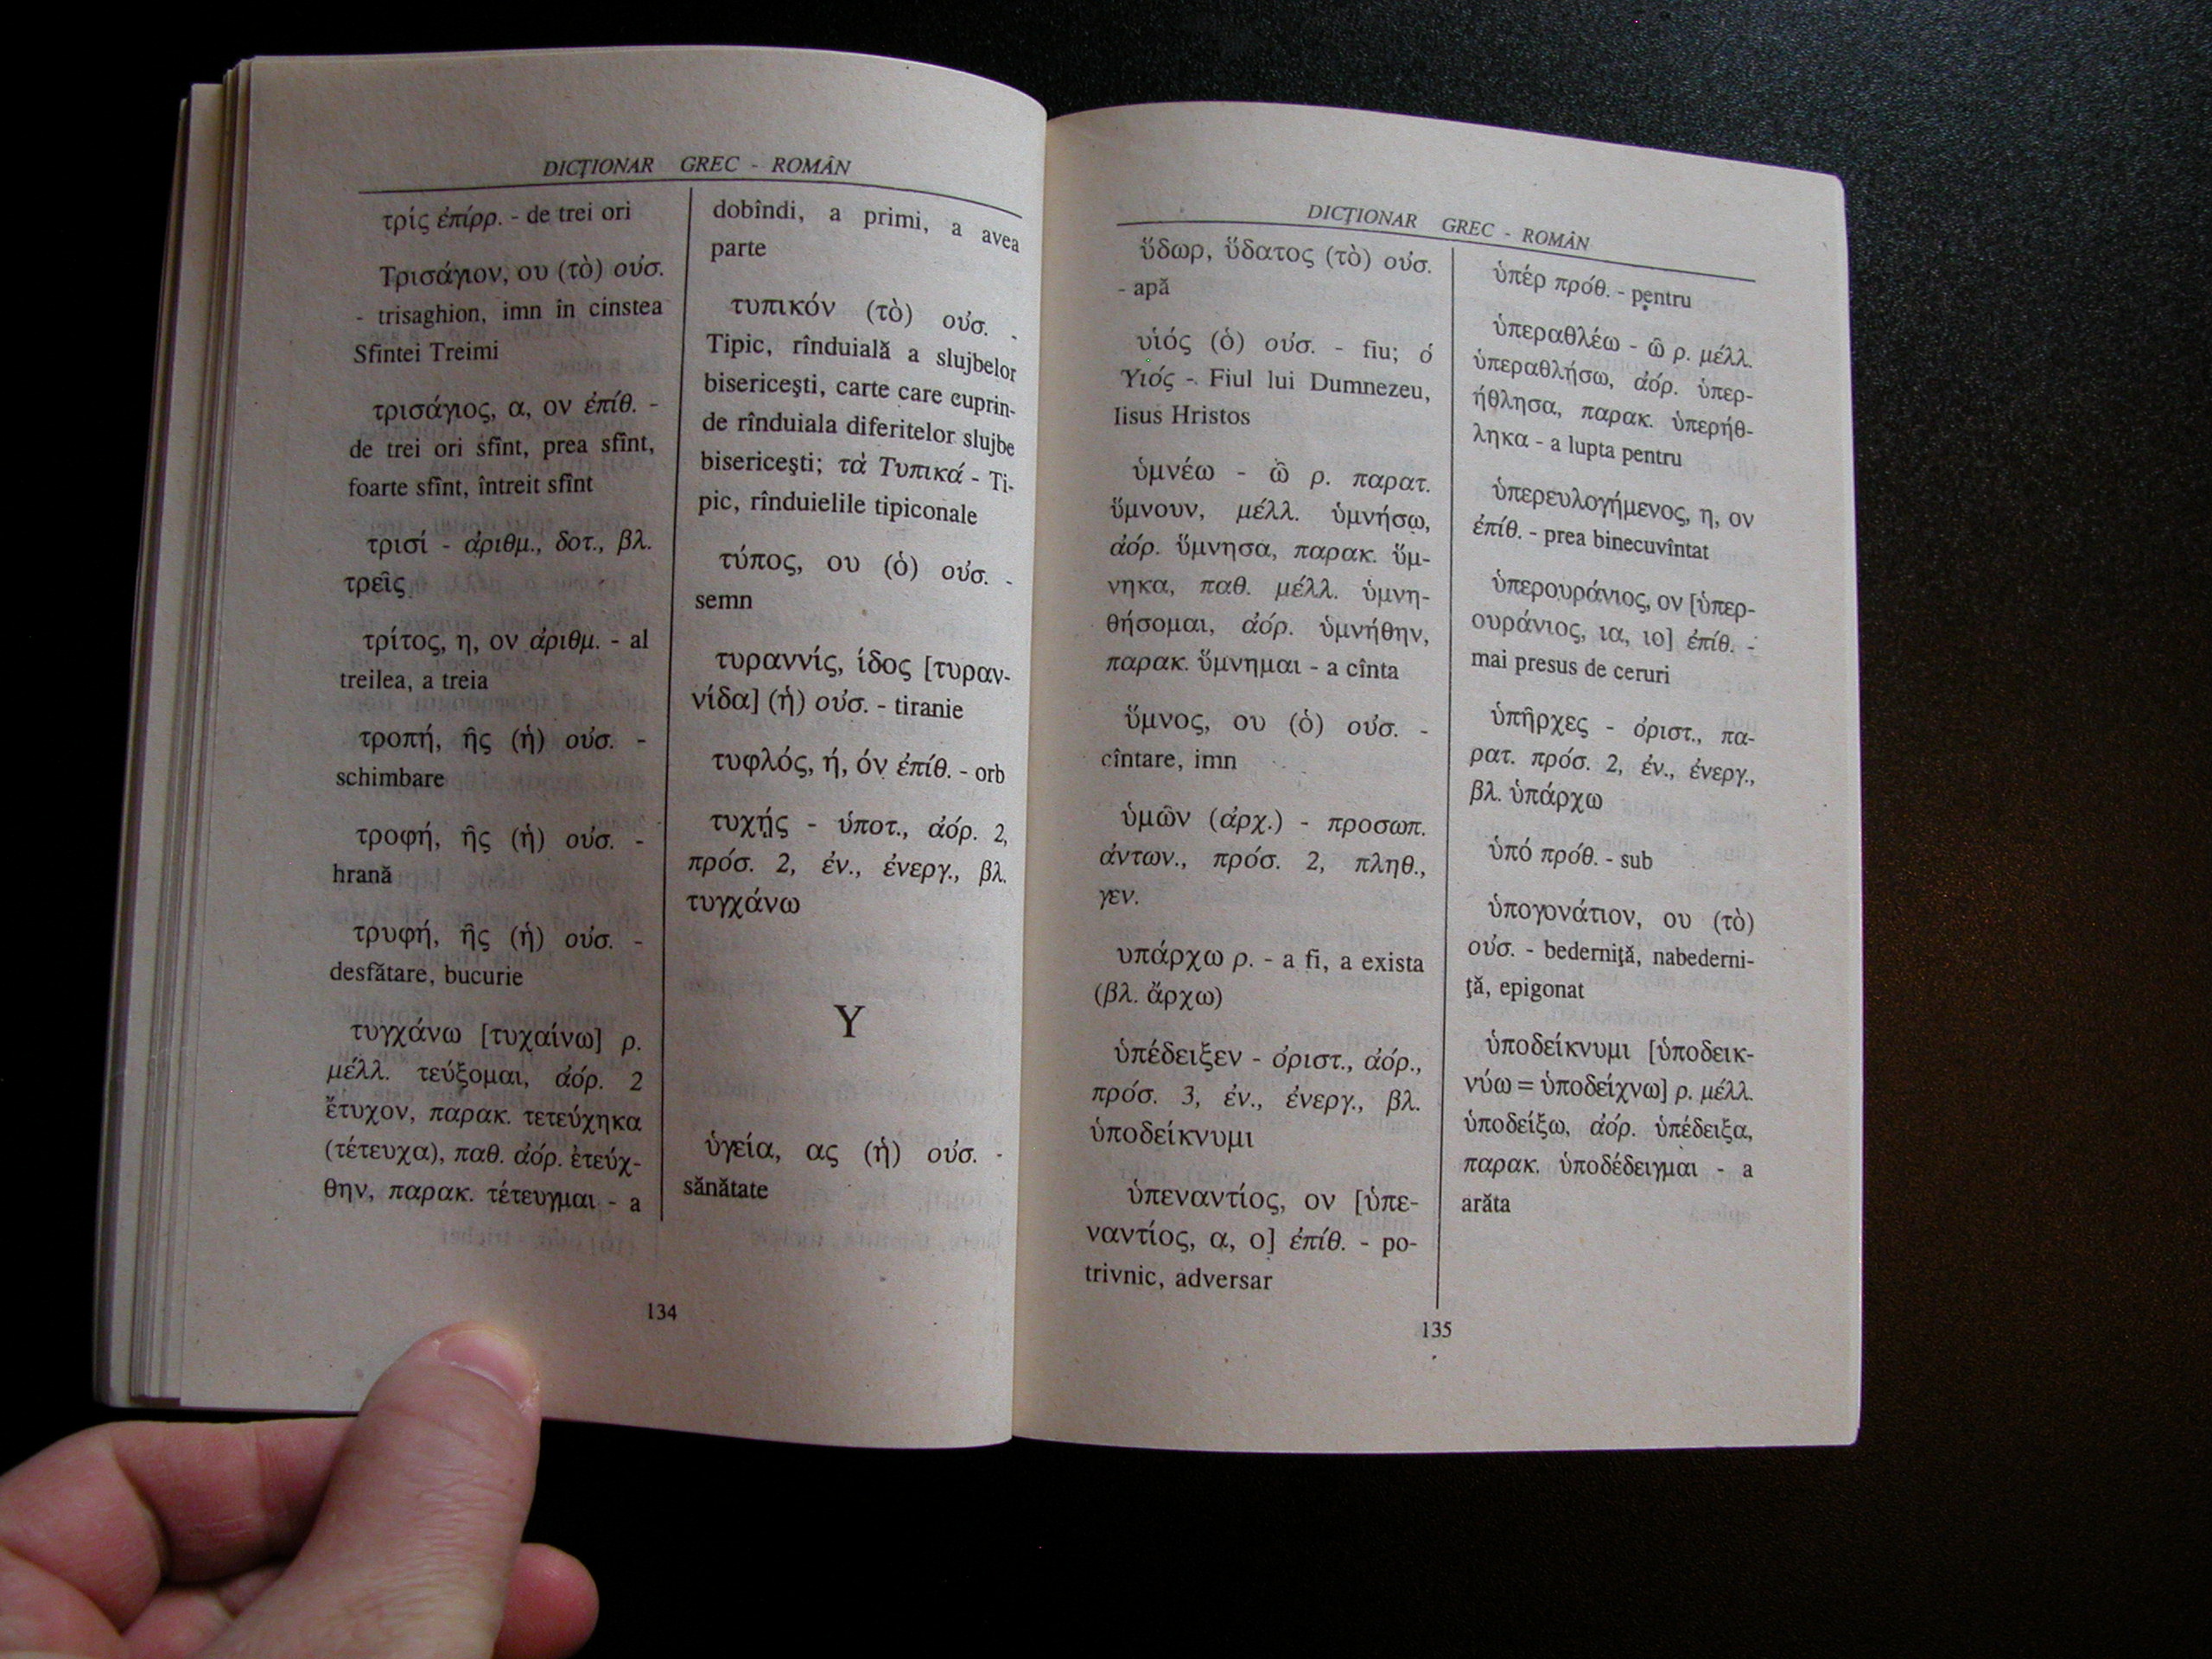 DICŢIONAR GREC - ROMÂN
τρίς ἐπίρρ. - de trei ori
Τρισάγιον, ου (τὸ) οὐσ.
- trisaghion, imn în cinstea
Sfintei Treimi
τρισάγιος, α, ον ἐπίθ. -
de trei ori sfînt, prea sfînt,
foarte sfînt, întreit sfînt
τρισί - ἀριθμ., δοτ., βλ.
τρεῖς
τρίτος, η, ον ἀριθμ. - al
treilea, a treia
τροπή, ῆς (ἡ) οὐσ. -
schimbare
τροφή, ῆς (ἡ) οὐσ. -
hrană
τρυφή, ῆς (ἡ) οὐσ. -
desfătare, bucurie
τυγχάνω [τυχαίνω] ρ.
μέλλ. τεύξομαι, ἀόρ. 2
ἔτυχον, παρακ. τετεύχηκα
(τέτευχα), παθ. ἀόρ. ἐτεύχ-
θην, παρακ. τέτευγμαι - a
dobîndi, a primi, a avea
parte
τυπικόν (τὸ) οὐσ. -
Tipic, rînduială a slujbelor
bisericeşti, carte care cuprin-
de rînduiala diferitelor slujbe
bisericeşti; τὰ Τυπικά - Ti-
pic, rînduielile tipiconale
τύπος, ου (ὁ) οὐσ. -
semn
τυραννίς, ίδος [τυραν-
νίδα] (ἡ) οὐσ. - tiranie
τυφλός, ή, όν ἐπίθ. - orb
τυχῄς - ὑποτ., ἀόρ. 2,
πρόσ. 2, ἐν., ἐνεργ., βλ.
τυγχάνω
Υ
ὑγεία, ας (ἡ) οὐσ. -
sănătate
134
DICŢIONAR GREC - ROMÂN
ὕδωρ, ὕδατος (τὸ) οὐσ.
- apă
υἱός (ὁ) οὐσ. - fiu; ὁ
Ὑιός - Fiul lui Dumnezeu,
Iisus Hristos
ὑμνέω - ῶ ρ. παρατ.
ὕμνουν, μέλλ. ὑμνήσω,
ἀόρ. ὕμνησα, παρακ. ὕμ-
νηκα, παθ. μέλλ. ὑμνη-
θήσομαι, ἀόρ. ὑμνήθην,
παρακ. ὕμνημαι - a cînta
ὕμνος, ου (ὁ) οὐσ. -
cîntare, imn
ὑμῶν (ἀρχ.) - προσωπ.
ἀντων., πρόσ. 2, πληθ.,
γεν.
υπάρχω ρ. - a fi, a exista
(βλ. ἄρχω)
ὑπέδειξεν - ὁριστ., ἀόρ.,
πρόσ. 3, ἐν., ἐνεργ., βλ.
ὑποδείκνυμι
ὑπεναντίος, ον [ὑπε-
ναντίος, α, ο] ἐπίθ. - po-
trivnic, adversar
ὑπέρ πρόθ. - pentru
ὑπεραθλέω - ῶ ρ. μέλλ.
ὑπεραθλήσω, ἀόρ. ὑπερ-
ήθλησα, παρακ. ὑπερήθ-
ληκα - a lupta pentru
ὑπερευλογήμενος, η, ον
ἐπίθ. - prea binecuvîntat
ὑπερουράνιος, ον [ὑπερ-
ουράνιος, ια, ιο] ἐπίθ. -
mai presus de ceruri
ὑπῆρχες - ὁριστ., πα-
ρατ. πρόσ. 2, ἐν., ἐνεργ.,
βλ. ὑπάρχω
ὑπό πρόθ. - sub
ὑπογονάτιον, ου (τὸ)
οὐσ. - bederniţă, nabederni-
ţă, epigonat
ὑποδείκνυμι [ὑποδεικ-
νύω = ὑποδείχνω] ρ. μέλλ.
ὑποδείξω, ἀόρ. ὑπέδειξα,
παρακ. ὑποδέδειγμαι - a
arăta
135